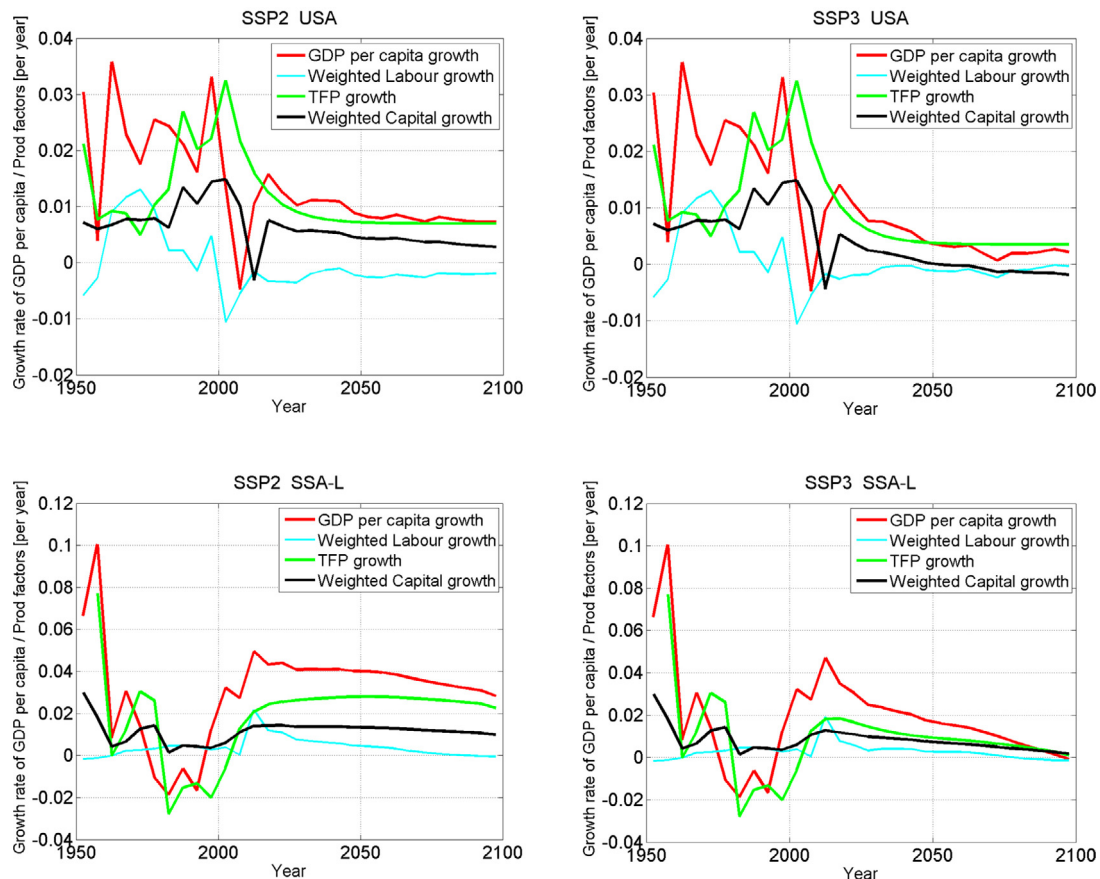 SSP2 USA
Growth rate of GDP per capita / Prod factors [per year]
0.04
0.03
0.02
0.01
0
-0.01
-0.02
GDP per capita growth
Weighted Labour growth
TFP growth
Weighted Capital growth
1950
2000
2050
2100
Year
SSP3 USA
Growth rate of GDP per capita / Prod factors [per year]
0.04
0.03
0.02
0.01
0
-0.01
-0.02
GDP per capita growth
Weighted Labour growth
TFP growth
Weighted Capital growth
1950
2000
2050
2100
Year
SSP2 SSA-L
Growth rate of GDP per capita / Prod factors [per year]
0.12
0.1
0.08
0.06
0.04
0.02
0
-0.02
-0.04
GDP per capita growth
Weighted Labour growth
TFP growth
Weighted Capital growth
1950
2000
2050
2100
Year
SSP3 SSA-L
Growth rate of GDP per capita / Prod factors [per year]
0.12
0.1
0.08
0.06
0.04
0.02
0
-0.02
-0.04
GDP per capita growth
Weighted Labour growth
TFP growth
Weighted Capital growth
1950
2000
2050
2100
Year